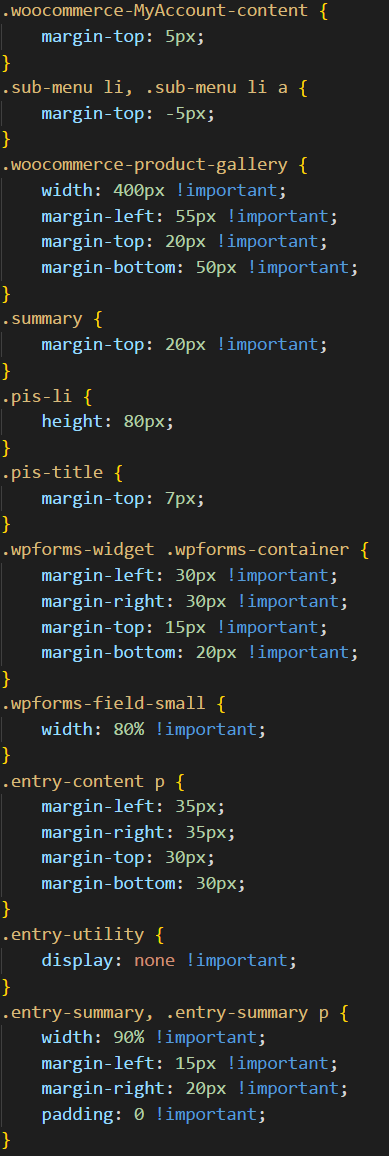 .woocommerce-MyAccount-content {
    margin-top: 5px;
}
.sub-menu li, .sub-menu li a {
    margin-top: -5px;
}
.woocommerce-product-gallery {
    width: 400px !important;
    margin-left: 55px !important;
    margin-top: 20px !important;
    margin-bottom: 50px !important;
}
.summary {
    margin-top: 20px !important;
}
.pis-li {
    height: 80px;
}
.pis-title {
    margin-top: 7px;
}
.wpforms-widget .wpforms-container {
    margin-left: 30px !important;
    margin-right: 30px !important;
    margin-top: 15px !important;
    margin-bottom: 20px !important;
}
.wpforms-field-small {
    width: 80% !important;
}
.entry-content p {
    margin-left: 35px;
    margin-right: 35px;
    margin-top: 30px;
    margin-bottom: 30px;
}
.entry-utility {
    display: none !important;
}
.entry-summary, .entry-summary p {
    width: 90% !important;
    margin-left: 15px !important;
    margin-right: 20px !important;
    padding: 0 !important;
}